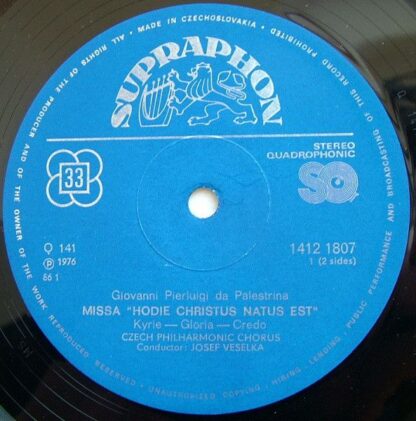 MADE IN CZECHOSLOVAKIA • ALL RIGHTS OF THE PRODUCER AND OF THE OWNER OF THE WORK REPRODUCED RESERVED • UNAUTHORIZED COPYING, HIRING, LENDING, PUBLIC PERFORMANCE AND BROADCASTING OF THIS RECORD PROHIBITED •
SUPRAPHON
33
STEREO
QUADROPHONIC
SQ
Q 141
℗ 1976
66 1
1412 1807
1 (2 sides)
Giovanni Pierluigi da Palestrina
MISSA "HODIE CHRISTUS NATUS EST"
Kyrie — Gloria — Credo
CZECH PHILHARMONIC CHORUS
Conductor: JOSEF VESELKA